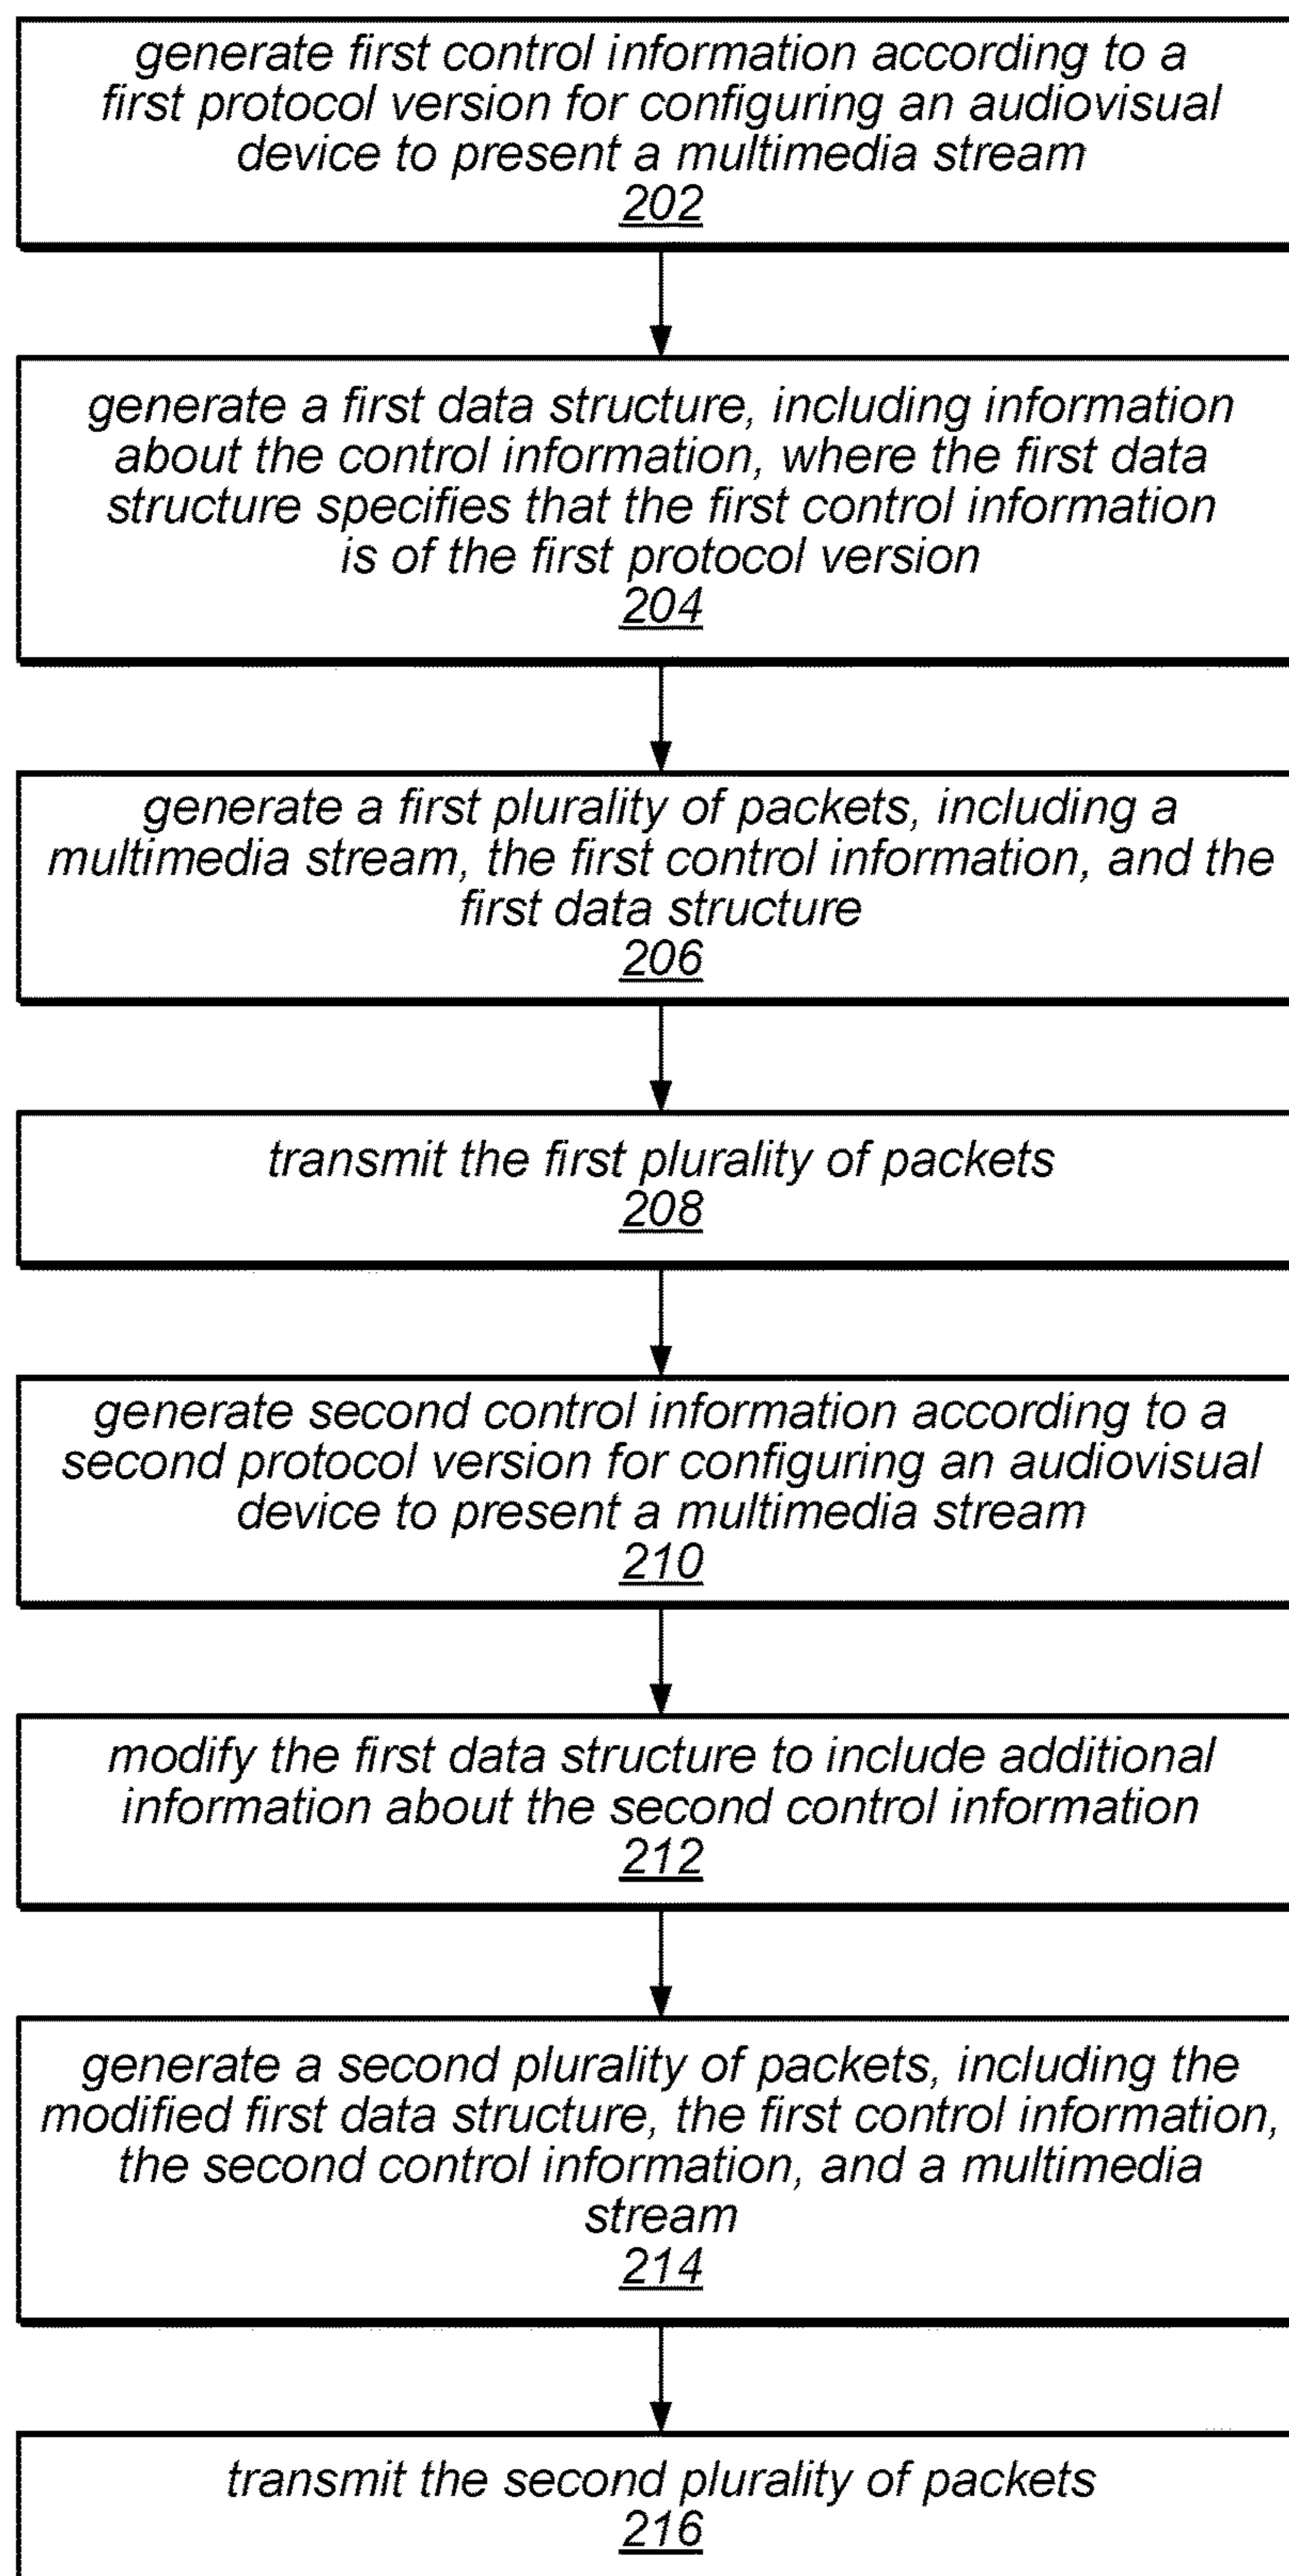 generate first control information according to a
first protocol version for configuring an audiovisual
device to present a multimedia stream
202
generate a first data structure, including information
about the control information, where the first data
structure specifies that the first control information
is of the first protocol version
204
generate a first plurality of packets, including a
multimedia stream, the first control information, and the
first data structure
206
transmit the first plurality of packets
208
generate second control information according to a
second protocol version for configuring an audiovisual
device to present a multimedia stream
210
modify the first data structure to include additional
information about the second control information
212
generate a second plurality of packets, including the
modified first data structure, the first control information,
the second control information, and a multimedia
stream
214
transmit the second plurality of packets
216